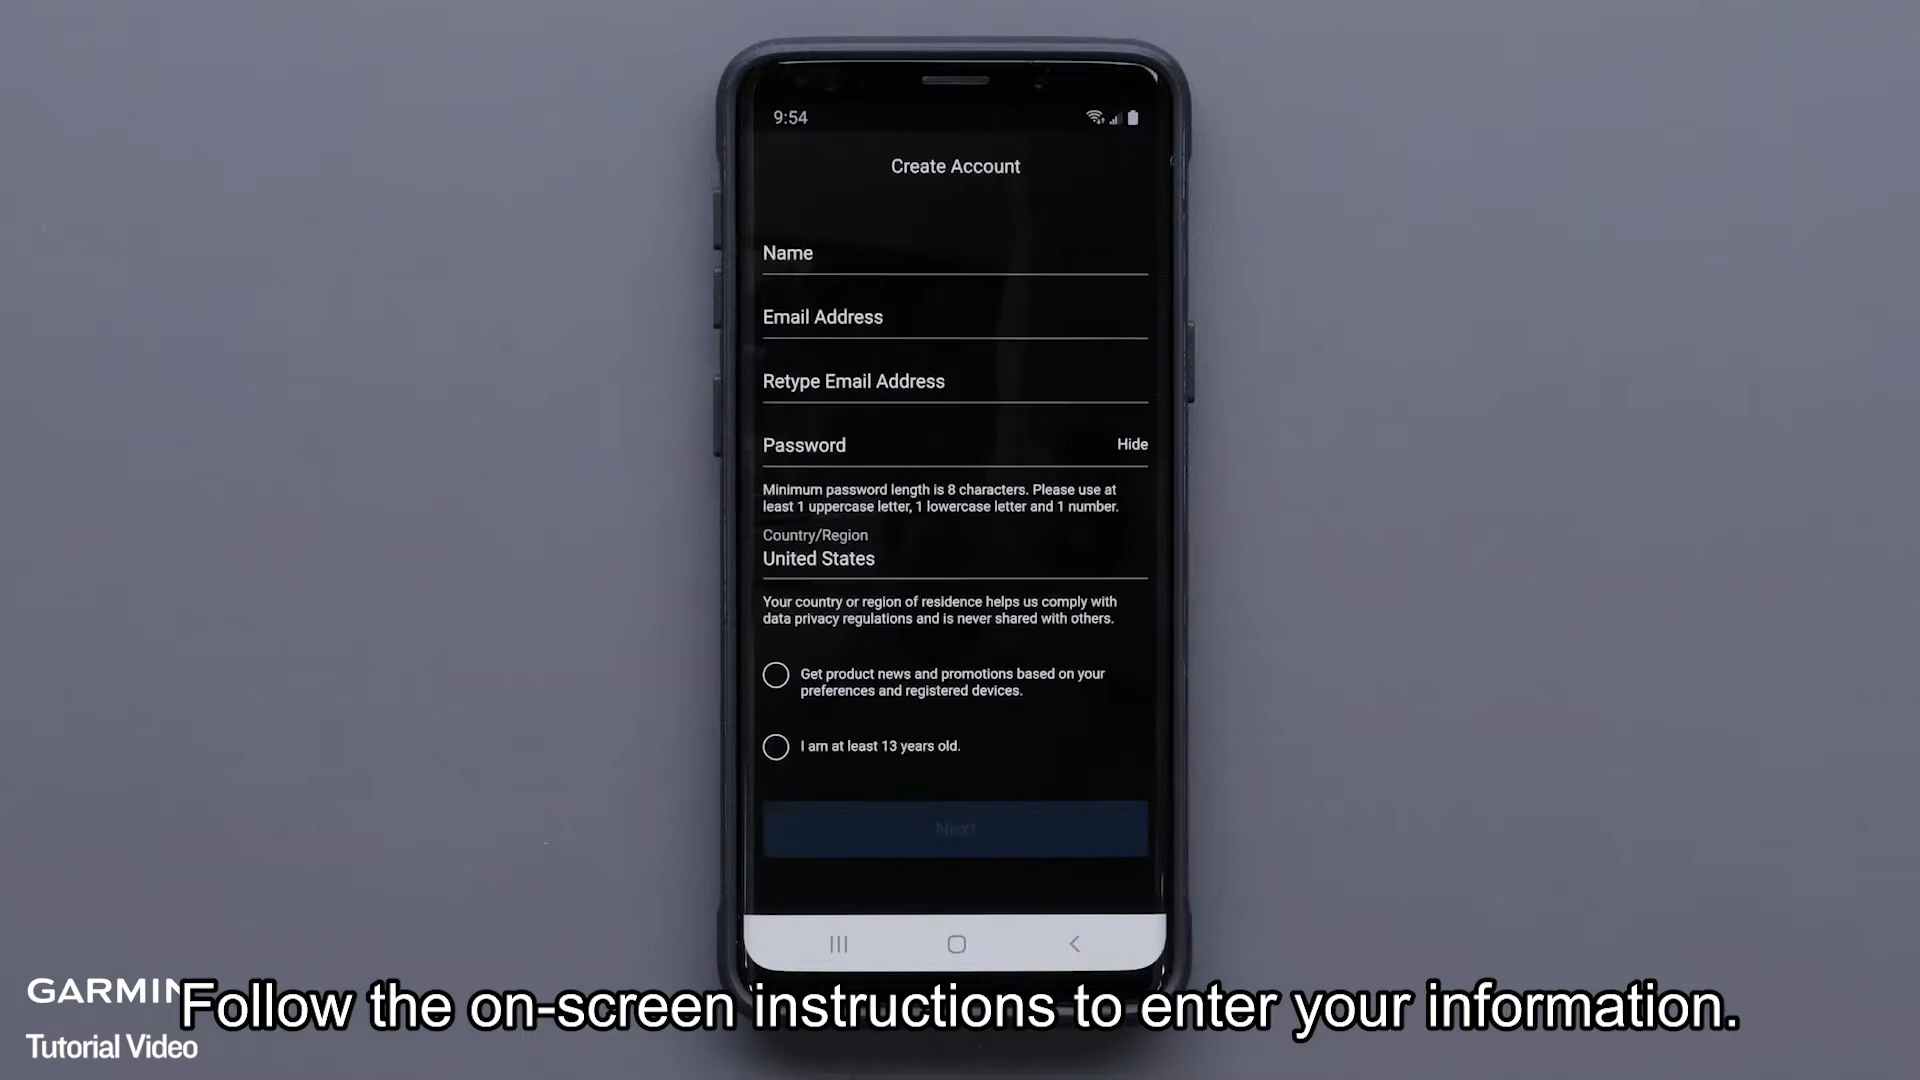 9:54
Create Account
Name
Email Address
Retype Email Address
Password
Hide
Minimum password length is 8 characters. Please use at
least 1 uppercase letter, 1 lowercase letter and 1 number.
Country/Region
United States
Your country or region of residence helps us comply with
data privacy regulations and is never shared with others.
Get product news and promotions based on your
preferences and registered devices.
I am at least 13 years old.
Next
GARMIN
Follow the on-screen instructions to enter your information.
Tutorial Video